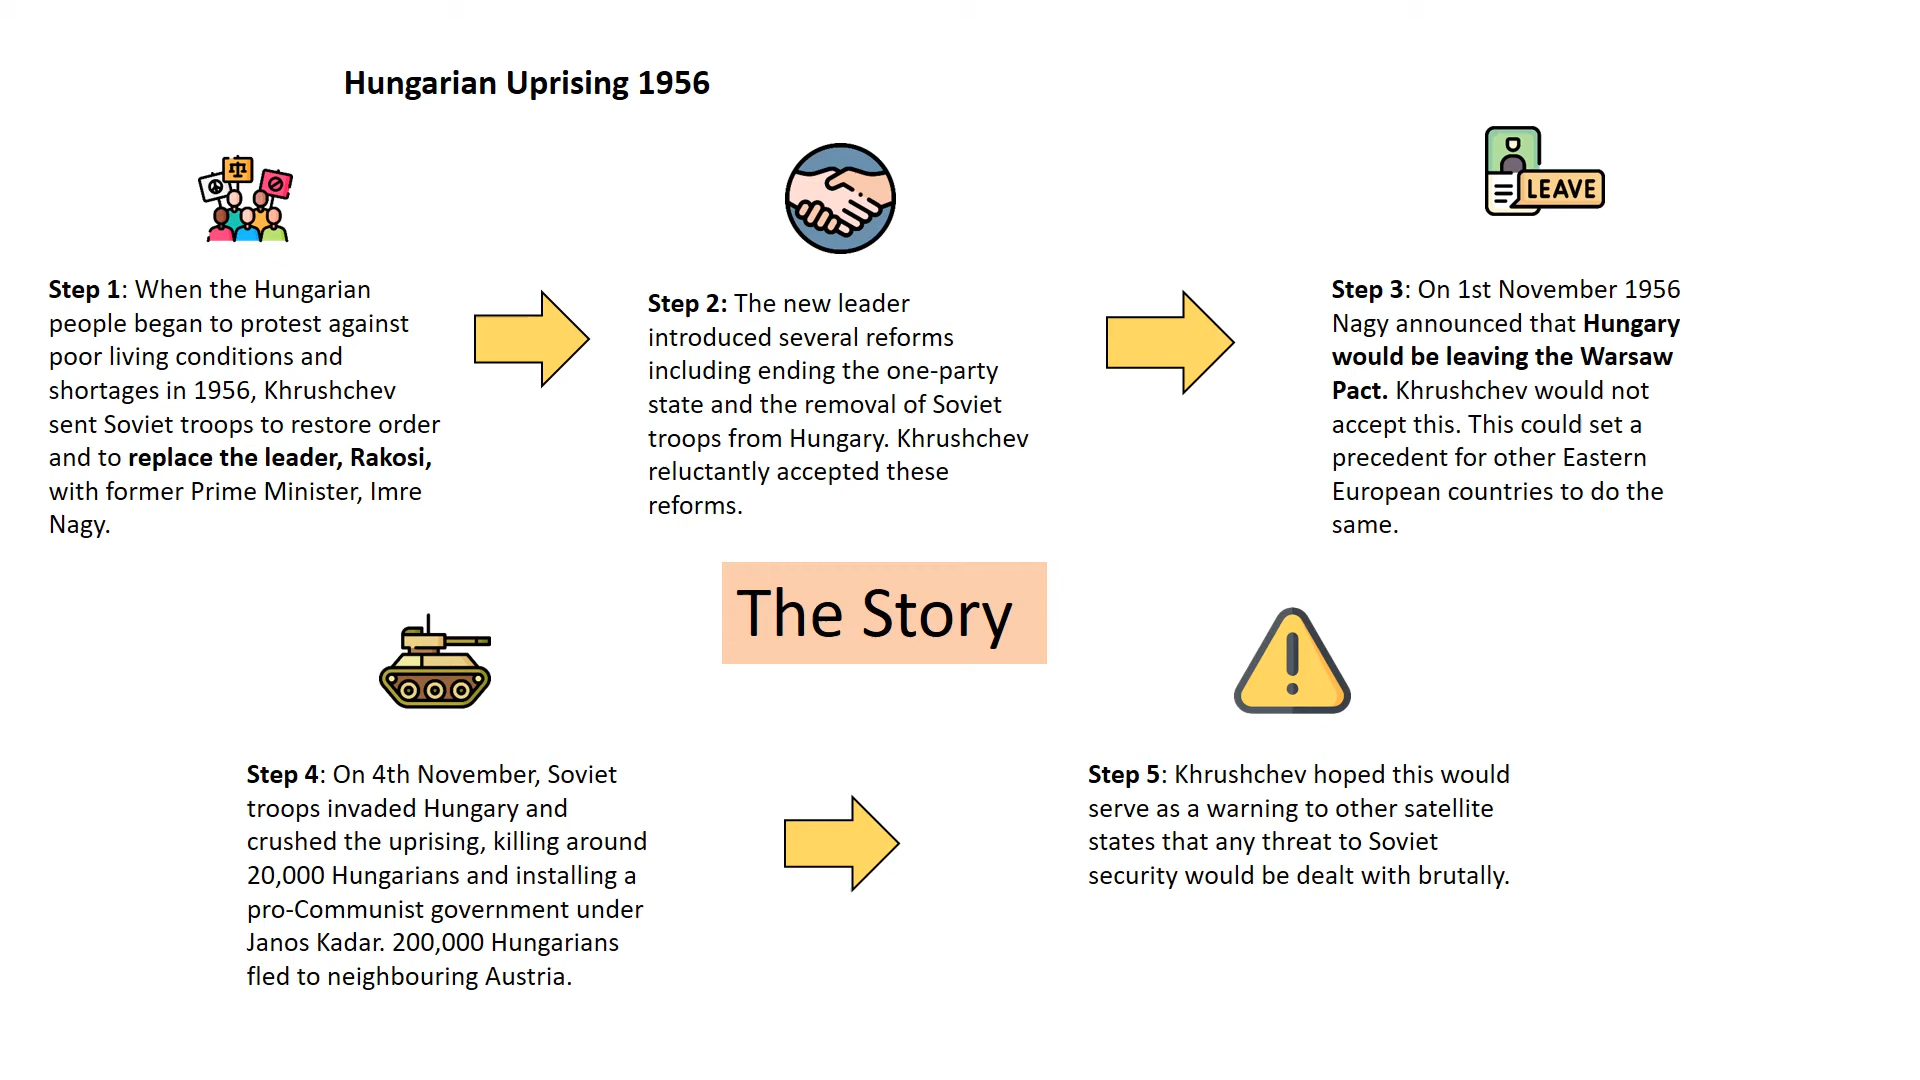 Hungarian Uprising 1956
LEAVE
Step 1: When the Hungarian
people began to protest against
poor living conditions and
shortages in 1956, Khrushchev
sent Soviet troops to restore order
and to replace the leader, Rakosi,
with former Prime Minister, Imre
Nagy.
Step 2: The new leader
introduced several reforms
including ending the one-party
state and the removal of Soviet
troops from Hungary. Khrushchev
reluctantly accepted these
reforms.
Step 3: On 1st November 1956
Nagy announced that Hungary
would be leaving the Warsaw
Pact. Khrushchev would not
accept this. This could set a
precedent for other Eastern
European countries to do the
same.
The Story
Step 4: On 4th November, Soviet
troops invaded Hungary and
crushed the uprising, killing around
20,000 Hungarians and installing a
pro-Communist government under
Janos Kadar. 200,000 Hungarians
fled to neighbouring Austria.
Step 5: Khrushchev hoped this would
serve as a warning to other satellite
states that any threat to Soviet
security would be dealt with brutally.